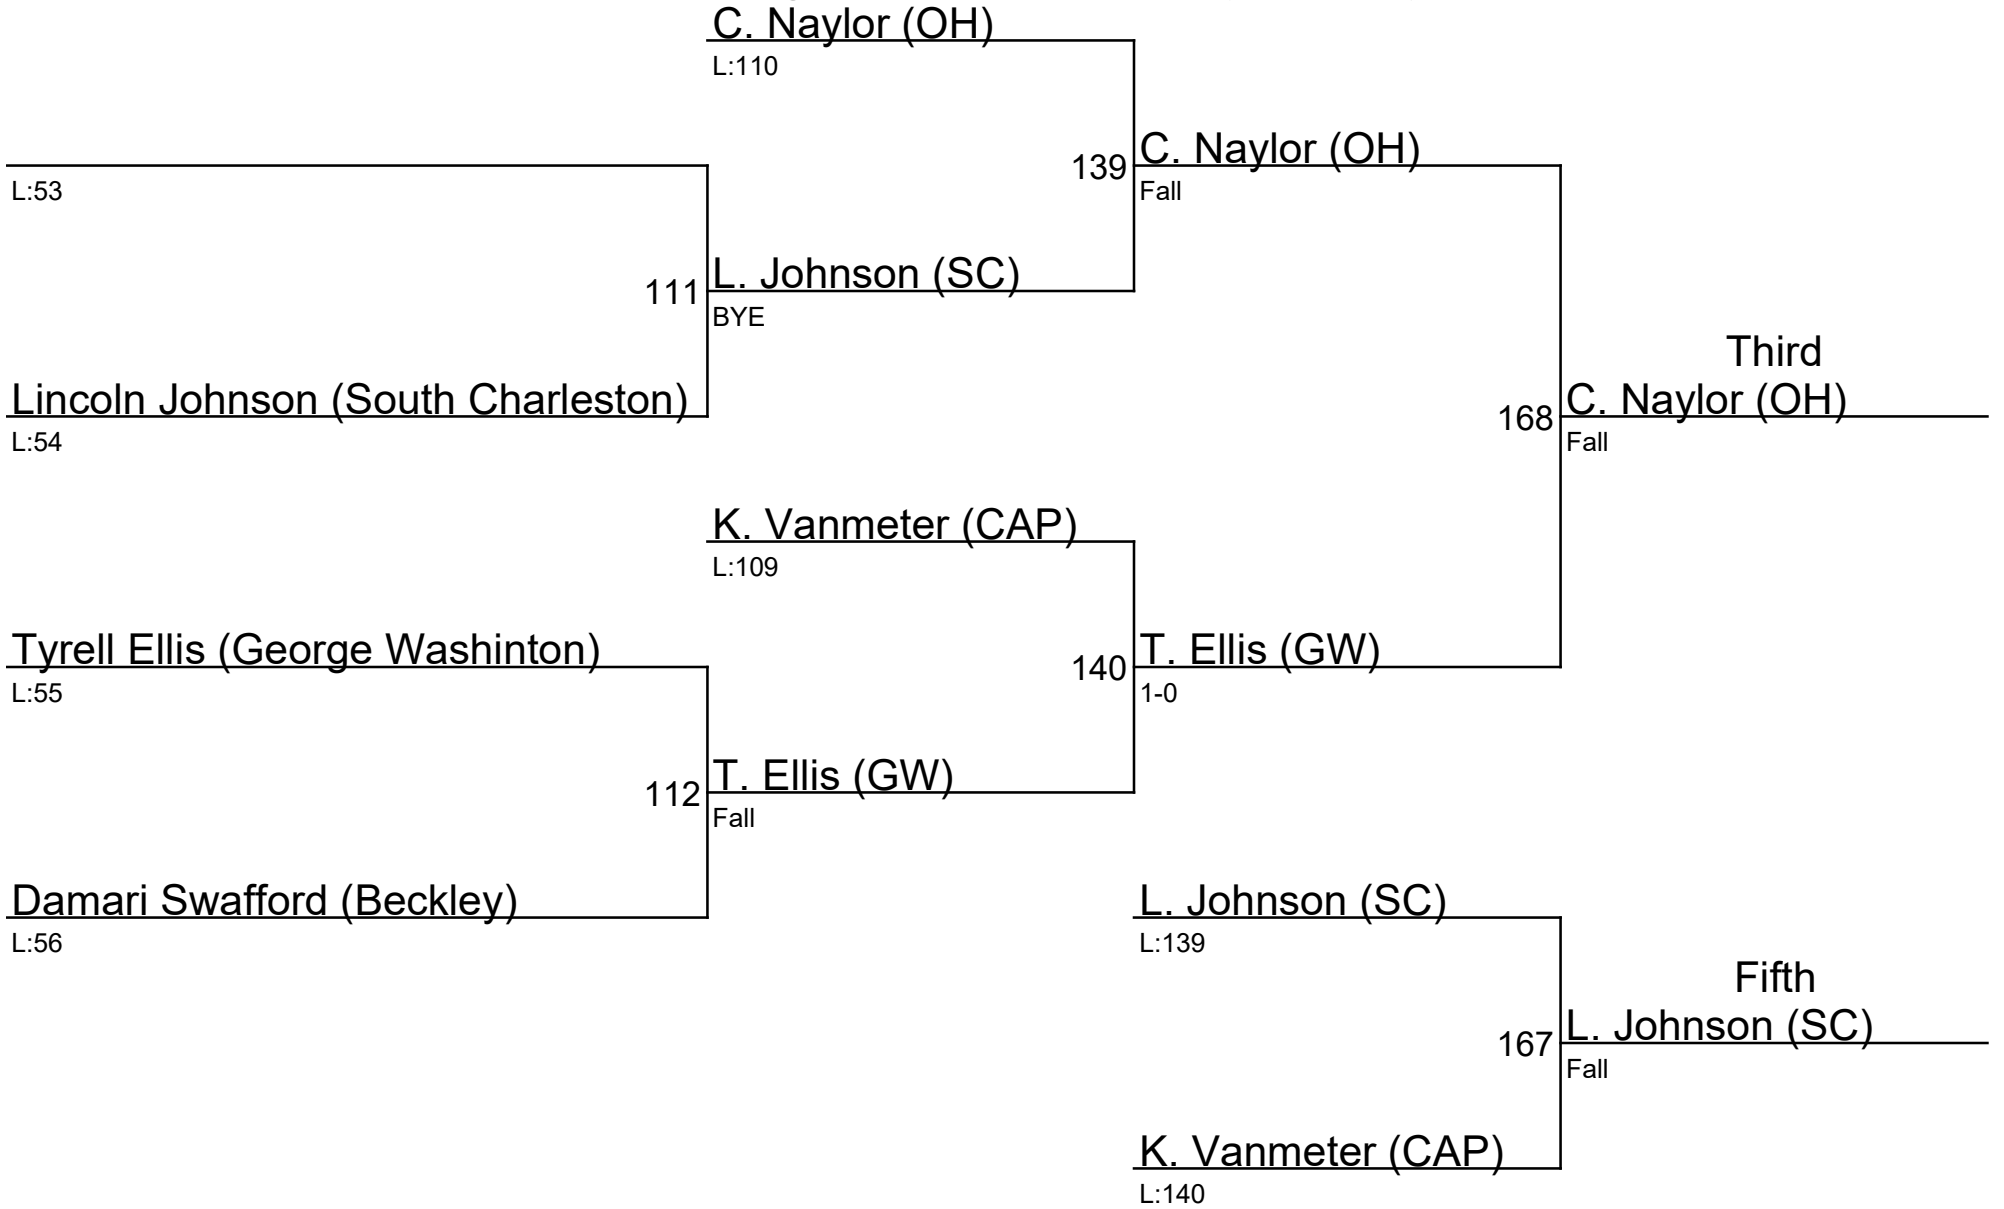 C. Naylor (OH)
L:110
139 C. Naylor (OH)
Fall
L:53
111 L. Johnson (SC)
BYE
Third
Lincoln Johnson (South Charleston)
L:54
168 C. Naylor (OH)
Fall
K. Vanmeter (CAP)
L:109
Tyrell Ellis (George Washinton)
L:55
140 T. Ellis (GW)
1-0
112 T. Ellis (GW)
Fall
Damari Swafford (Beckley)
L:56
L. Johnson (SC)
L:139
Fifth
167 L. Johnson (SC)
Fall
K. Vanmeter (CAP)
L:140